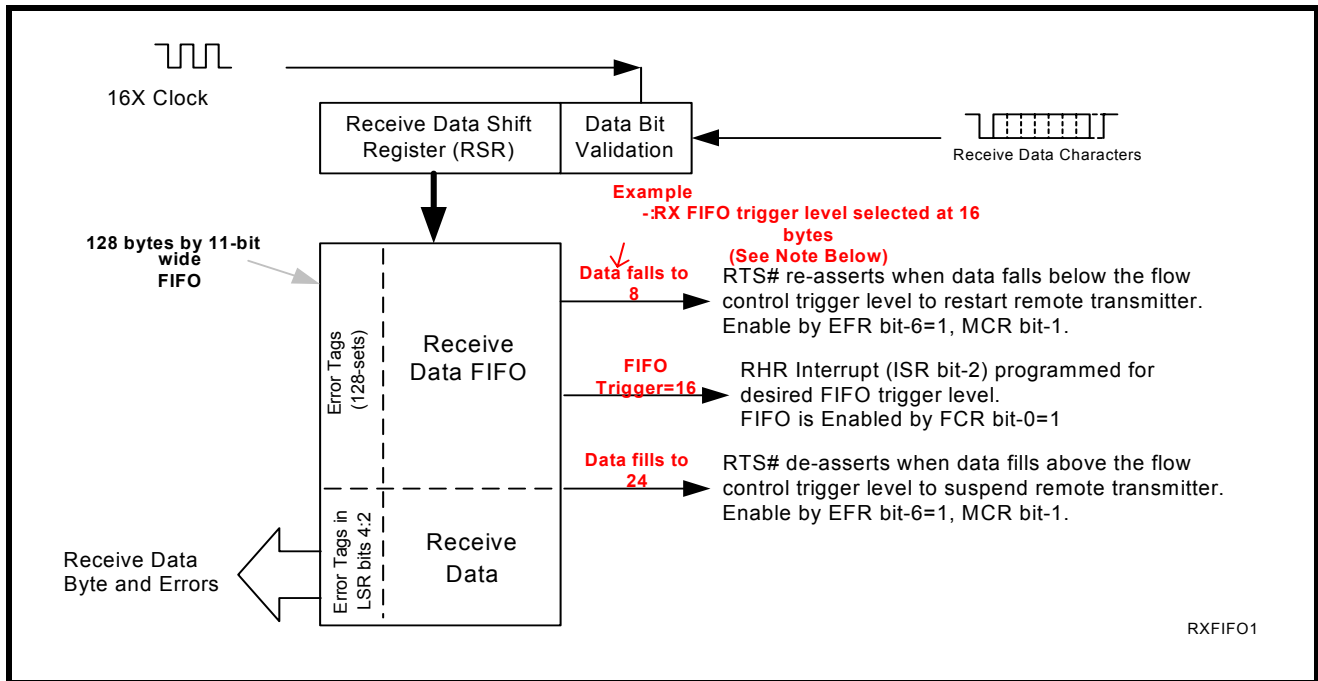 16X Clock
Receive Data Shift
Register (RSR)
Data Bit
Validation
Receive Data Characters
Example
-:RX FIFO trigger level selected at 16
bytes
(See Note Below)
128 bytes by 11-bit
wide
FIFO
Error Tags
(128-sets)
Receive
Data FIFO
Data falls to
8
RTS# re-asserts when data falls below the flow
control trigger level to restart remote transmitter.
Enable by EFR bit-6=1, MCR bit-1.
FIFO
Trigger=16
RHR Interrupt (ISR bit-2) programmed for
desired FIFO trigger level.
FIFO is Enabled by FCR bit-0=1
Data fills to
24
RTS# de-asserts when data fills above the flow
control trigger level to suspend remote transmitter.
Enable by EFR bit-6=1, MCR bit-1.
Error Tags in
LSR bits 4:2
Receive
Data
Receive Data
Byte and Errors
RXFIFO1